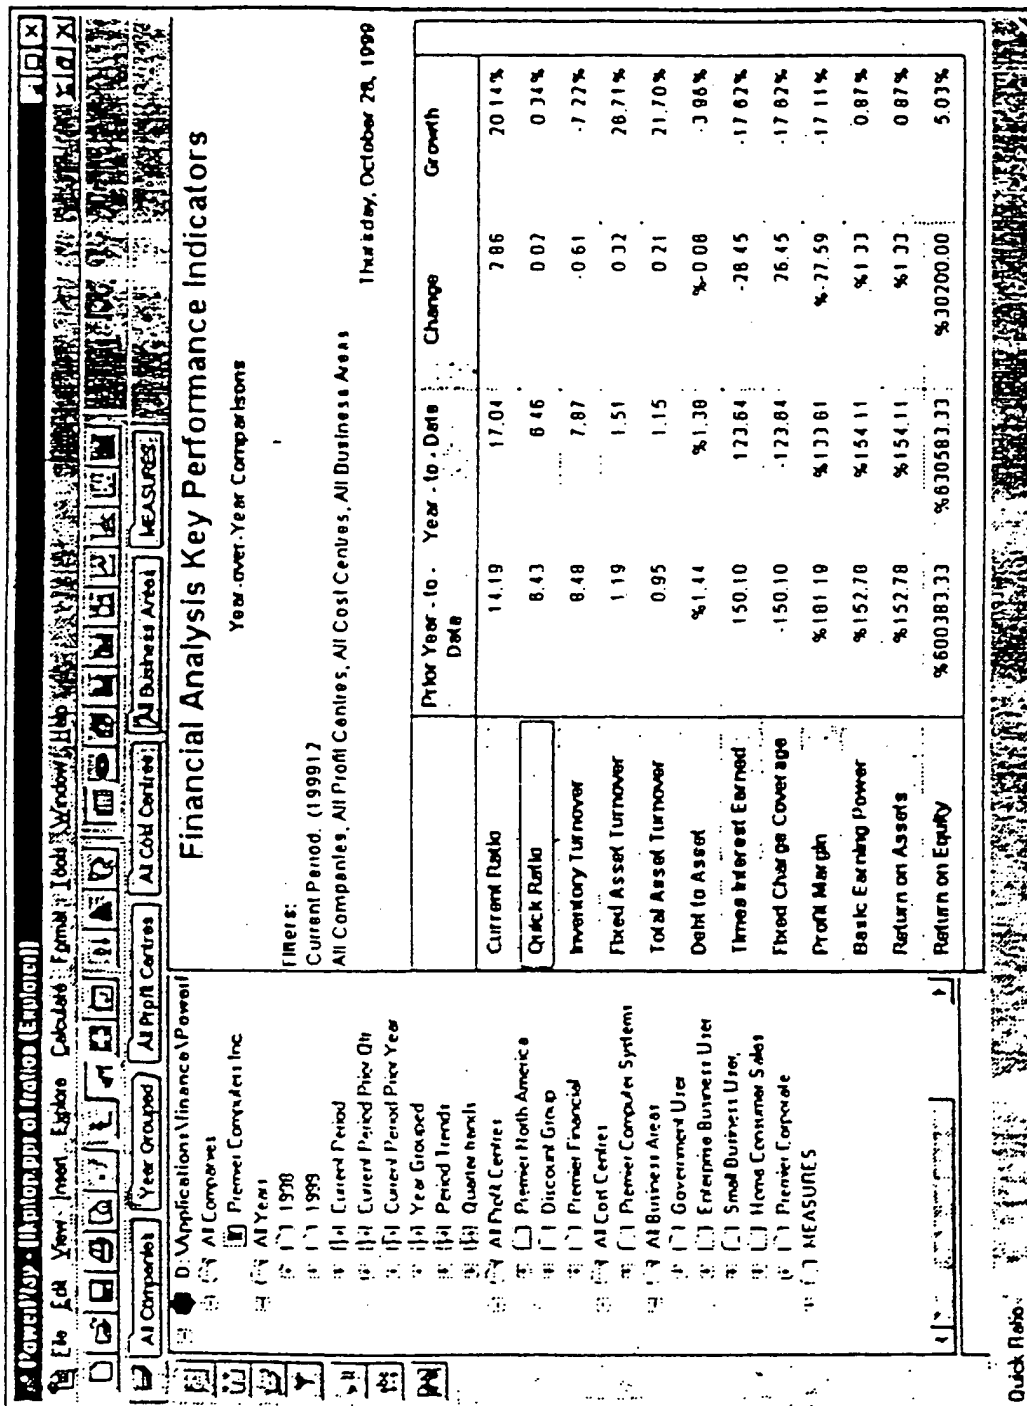 File Edit View Insert Explore Calculate Format Tools Window Help
All Companies Year Grouped All Profit Centres All Cost Centres All Business Areas MEASURES
D:\Applications\finance\Powerf
All Companies
Premier Computers Inc
All Years
1998
1999
Current Period
Current Period Prior Qtr
Current Period Prior Year
Year Grouped
Period Trends
Quarter trends
All Profit Centres
Premier North America
Discount Group
Premier Financial
All Cost Centres
Premier Computer Systems
All Business Areas
Government User
Enterprise Business User
Small Business User,
Home Consumer Sales
Premier Corporate
MEASURES
Financial Analysis Key Performance Indicators
Year-over-Year Comparisons
Thursday, October 28, 1999
Filters:
Current Period. (199912
All Companies, All Profit Centres, All Cost Centres, All Business Areas
Prior Year - to - Date Year - to - Date Change Growth
Current Ratio 14.19 17.04 2.86 20.14%
Quick Ratio 8.43 8.46 0.02 0.34%
Inventory Turnover 8.48 7.87 -0.61 -7.22%
Fixed Asset Turnover 1.19 1.51 0.32 26.71%
Total Asset Turnover 0.95 1.15 0.21 21.70%
Debt to Asset %1.44 %1.38 %-0.06 -3.96%
Times Interest Earned 150.10 123.64 -26.45 -17.62%
Fixed Charge Coverage -150.10 -123.64 26.45 -17.62%
Profit Margin %161.19 %133.61 %-27.59 -17.11%
Basic Earning Power %152.78 %154.11 %1.33 0.87%
Return on Assets %152.78 %154.11 %1.33 0.87%
Return on Equity %600383.33 %630583.33 %30200.00 5.03%
Quick Ratio